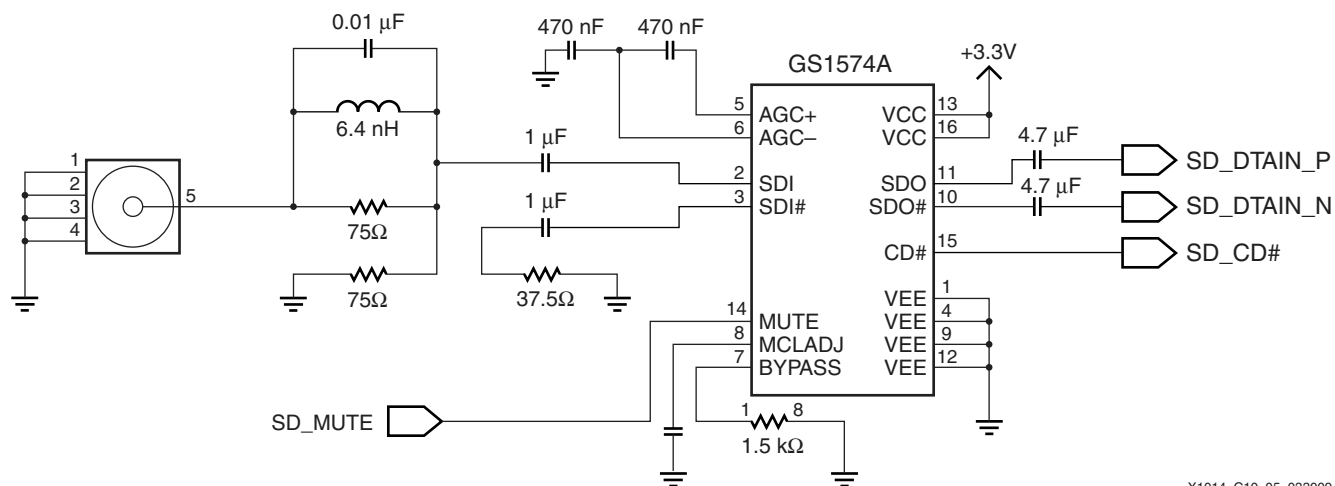 0.01 μF
470 nF
470 nF
GS1574A
+3.3V
6.4 nH
5
AGC+
VCC
13
6
AGC–
VCC
16
1 μF
4.7 μF
1
2
3
4
5
2
SDI
SDO
11
SD_DTAIN_P
3
SDI#
SDO#
10
4.7 μF
SD_DTAIN_N
75Ω
1 μF
CD#
15
SD_CD#
75Ω
37.5Ω
VEE
1
14
MUTE
VEE
4
8
MCLADJ
VEE
9
7
BYPASS
VEE
12
SD_MUTE
1
8
1.5 kΩ